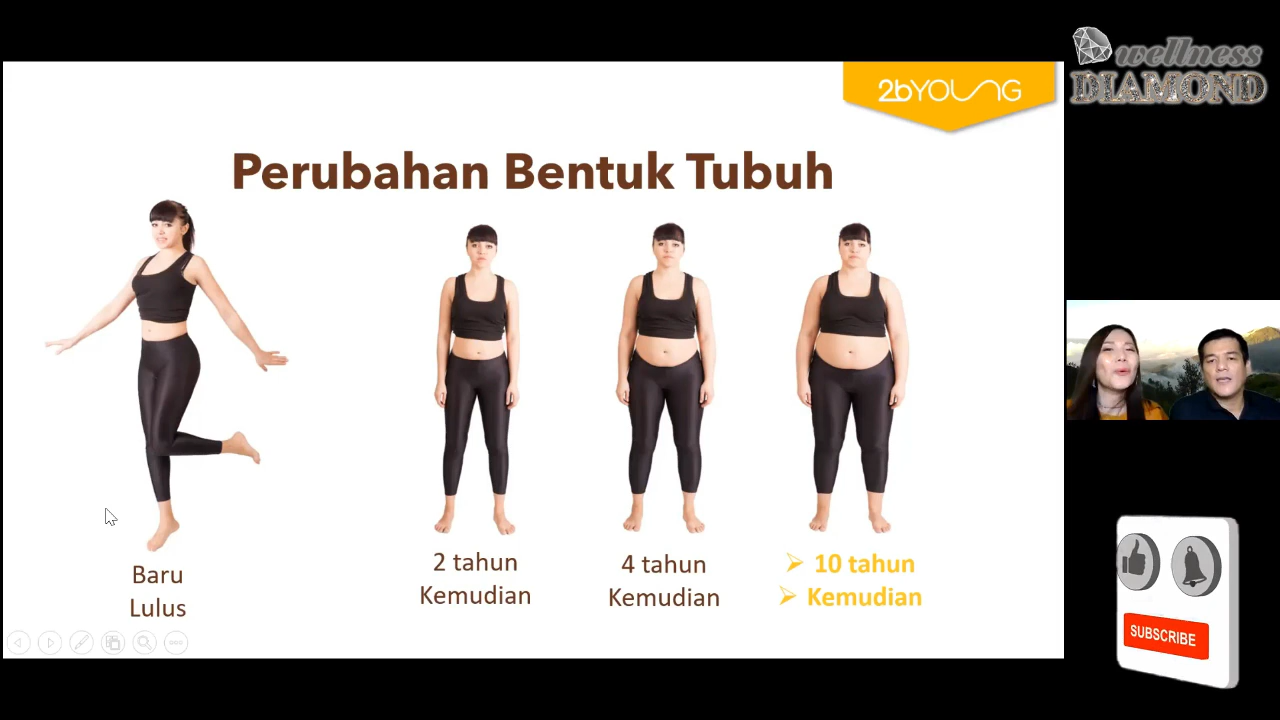 wellness
DIAMOND
2bYOUNG
Perubahan Bentuk Tubuh
Baru
Lulus
2 tahun
Kemudian
4 tahun
Kemudian
10 tahun
Kemudian
SUBSCRIBE